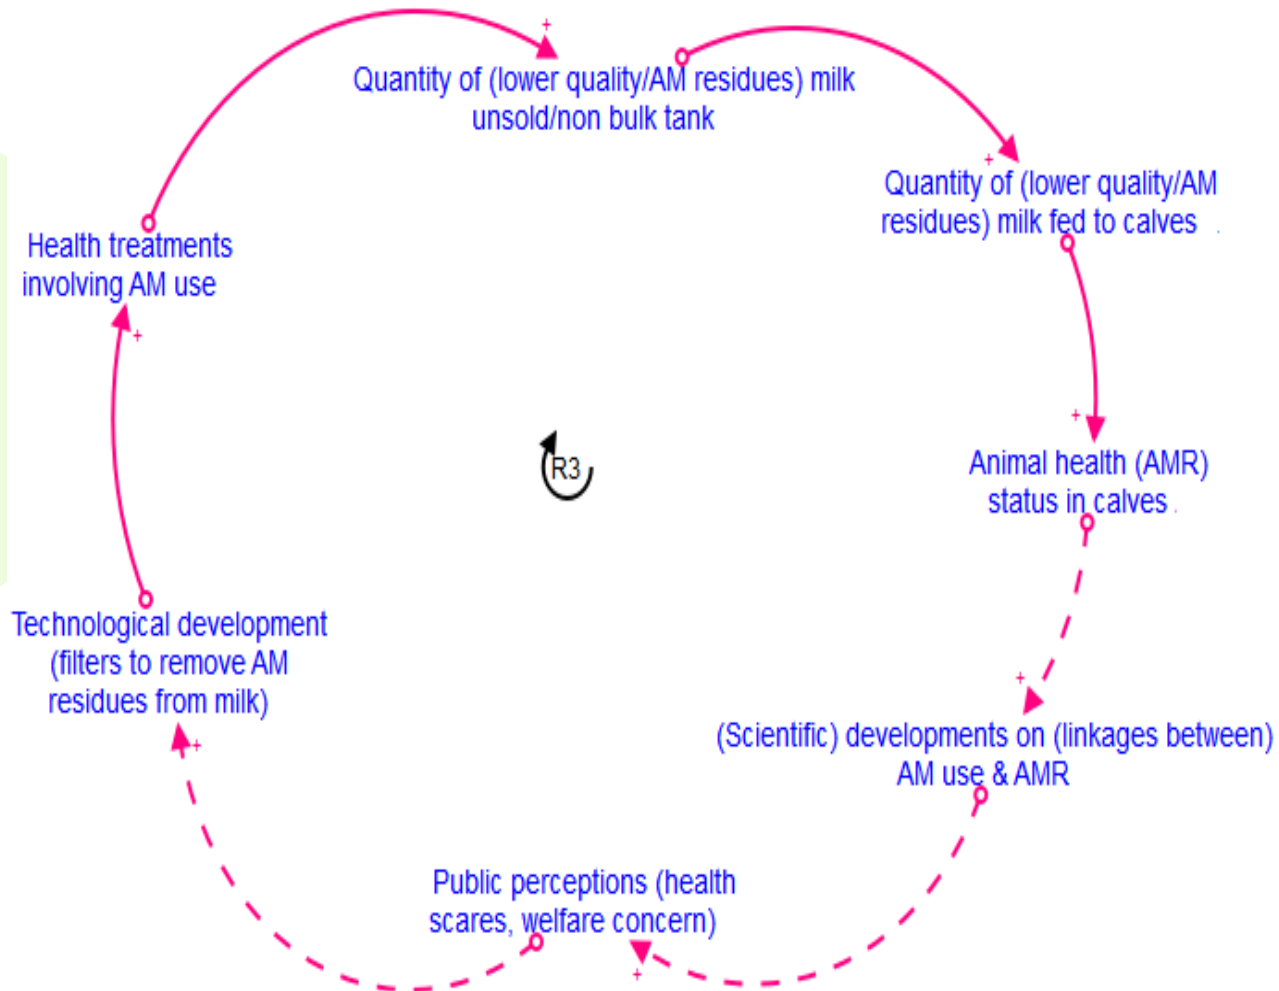 +
Quantity of (lower quality/AM residues) milk
unsold/non bulk tank
+
Quantity of (lower quality/AM
residues) milk fed to calves .
+
Animal health (AMR)
status in calves .
+
(Scientific) developments on (linkages between)
AM use & AMR
+
Public perceptions (health
scares, welfare concern)
+
Technological development
(filters to remove AM
residues from milk)
+
Health treatments
involving AM use
R3